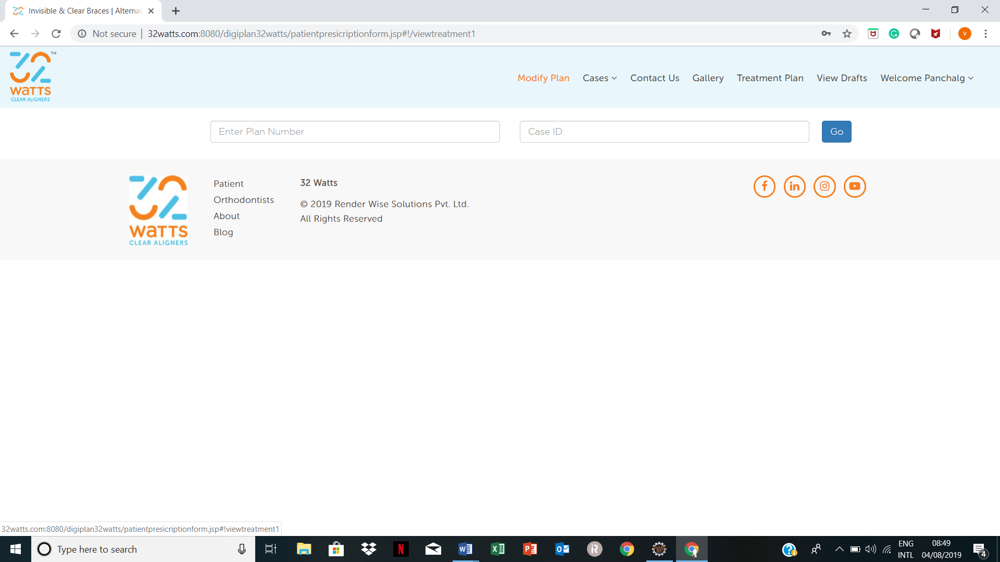 Invisible & Clear Braces | Alternat
Not secure | 32watts.com:8080/digiplan32watts/patientpresicriptionform.jsp#!/viewtreatment1
V
32
TM
WaTTS
CLEAR ALIGNERS
Modify Plan Cases Contact Us Gallery Treatment Plan View Drafts Welcome Panchalg
Enter Plan Number Case ID Go
32
WaTTS
CLEAR ALIGNERS
Patient
Orthodontists
About
Blog
32 Watts
© 2019 Render Wise Solutions Pvt. Ltd.
All Rights Reserved
32watts.com:8080/digiplan32watts/patientpresicriptionform.jsp#!viewtreatment1
Type here to search
ENG
INTL
08:49
04/08/2019
4